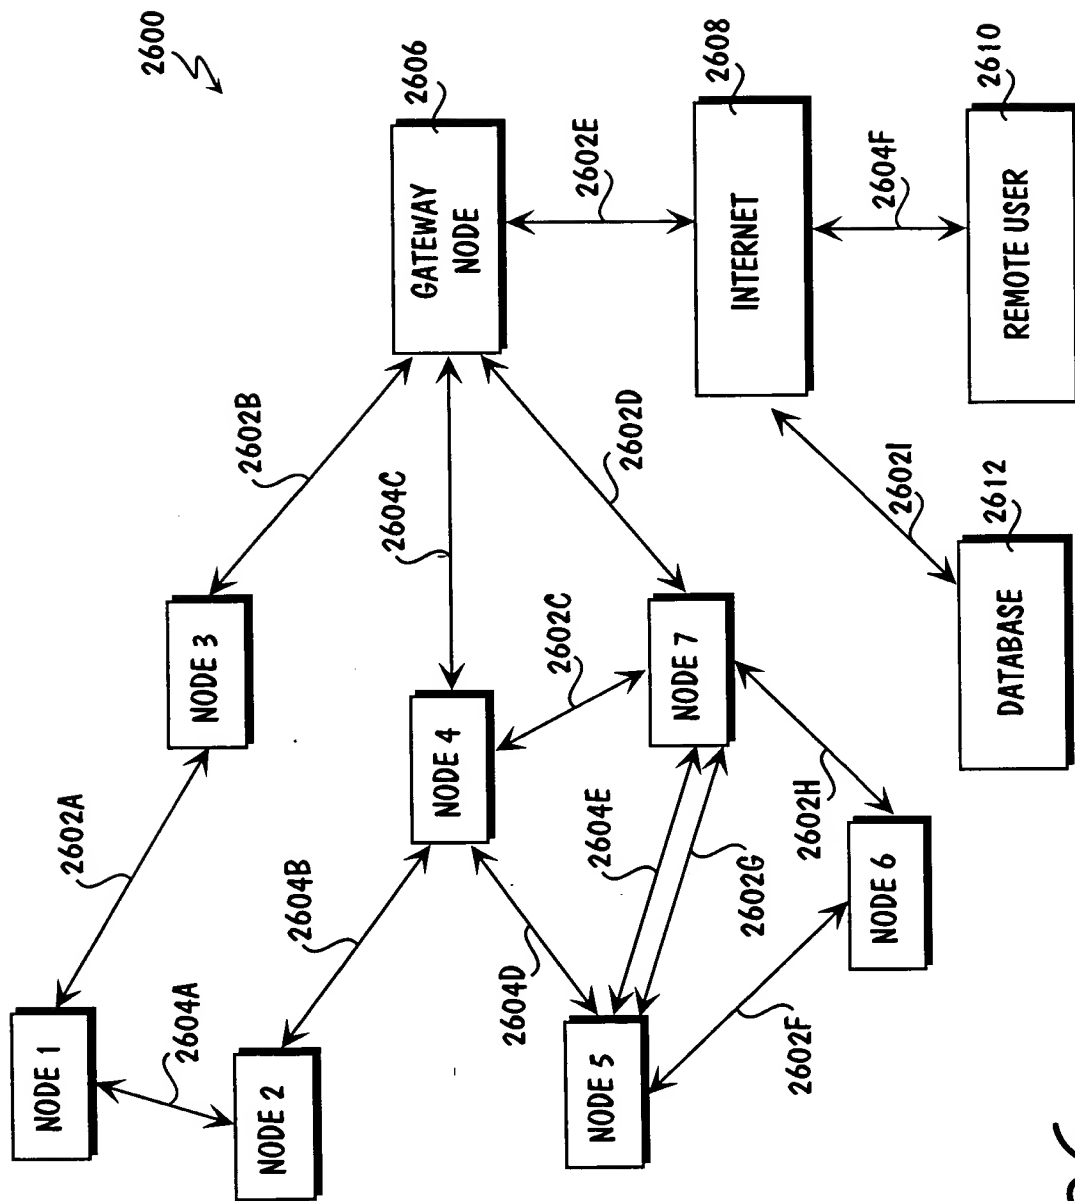 2600
NODE 1
2602A
2604A
NODE 3
2602B
NODE 2
2604B
2604C
2606
GATEWAY
NODE
NODE 4
2604D
2602C
2602E
NODE 5
2604E
2602D
NODE 7
2608
INTERNET
2602G
2602F
2602H
NODE 6
2602I
2604F
2612
2610
DATABASE
REMOTE USER